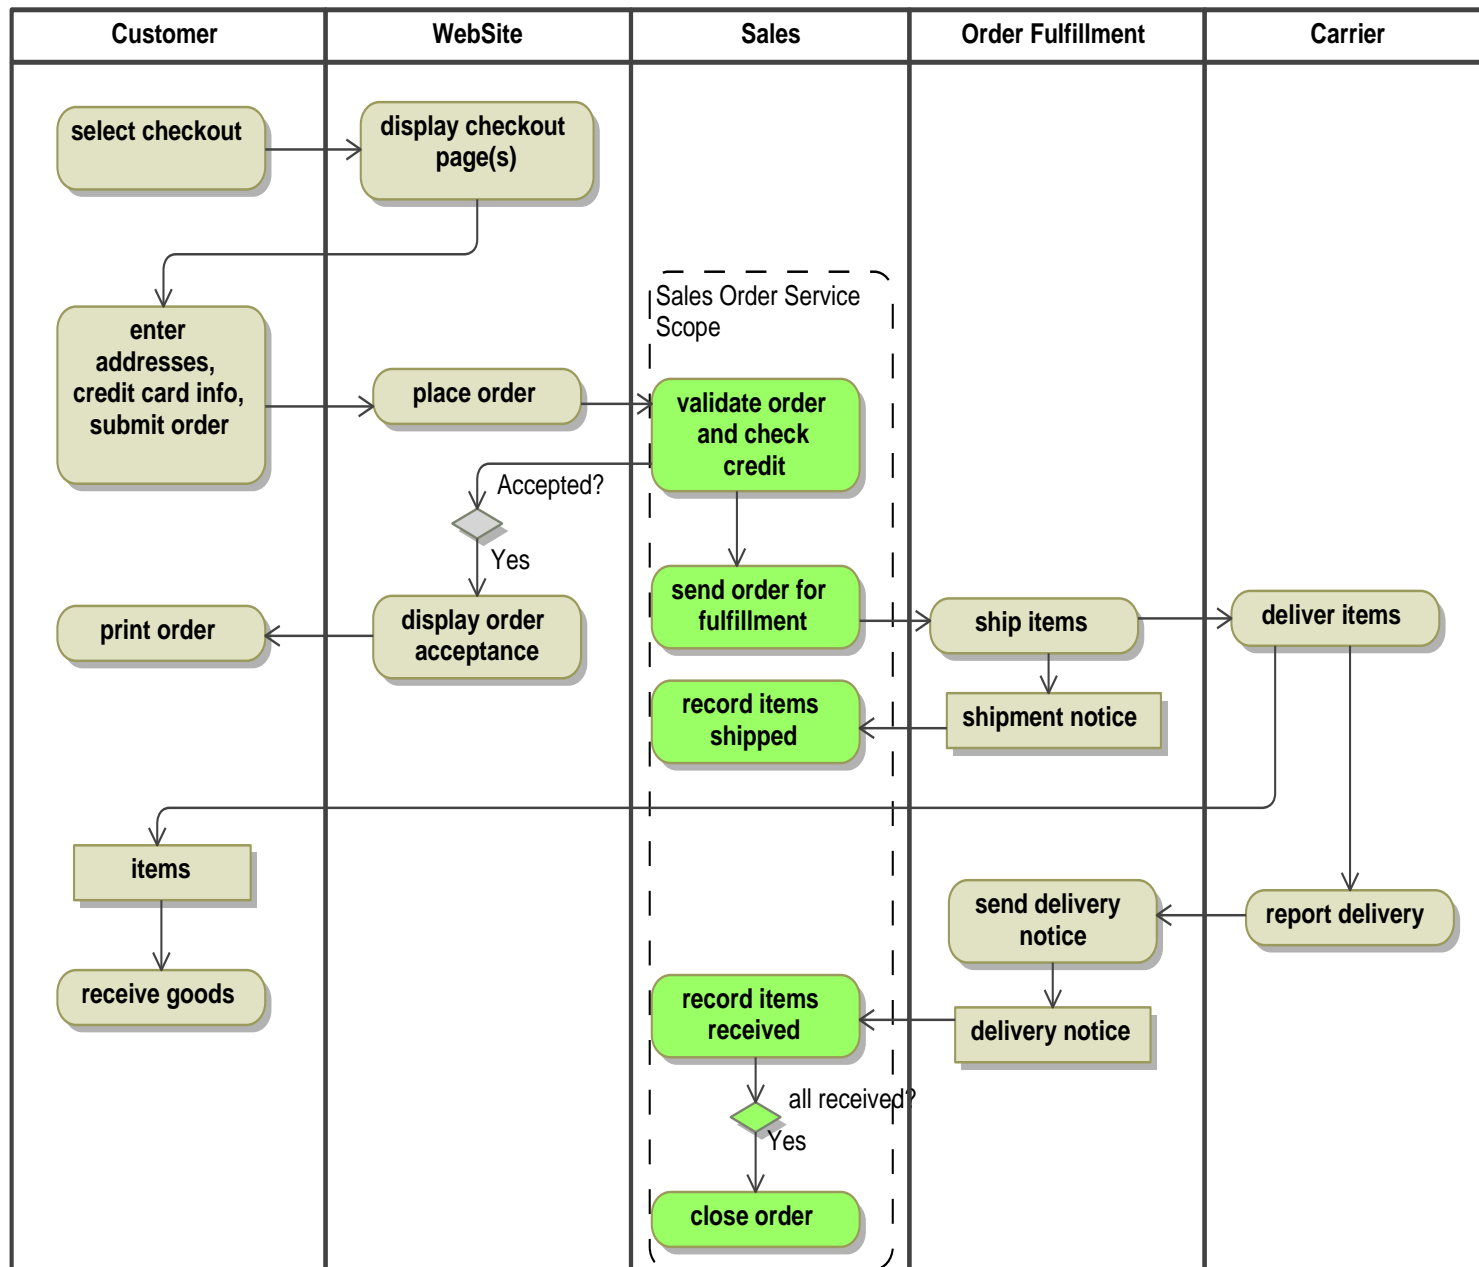 Customer
WebSite
Sales
Order Fulfillment
Carrier
select checkout
display checkout
page(s)
Sales Order Service
Scope
enter
addresses,
credit card info,
submit order
place order
validate order
and check
credit
Accepted?
Yes
print order
display order
acceptance
send order for
fulfillment
ship items
deliver items
record items
shipped
shipment notice
items
send delivery
notice
report delivery
receive goods
record items
received
delivery notice
all received?
Yes
close order